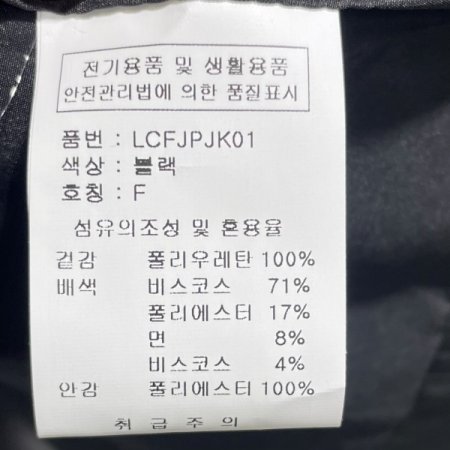 전기용품 및 생활용품
안전관리법에 의한 품질표시
품번 : LCFJPJK01
색상 : 블랙
호칭 : F
섬유의조성 및 혼용율
겉감 폴리우레탄 100%
배색 비스코스 71%
폴리에스터 17%
면 8%
비스코스 4%
안감 폴리에스터 100%
취 급 주 의